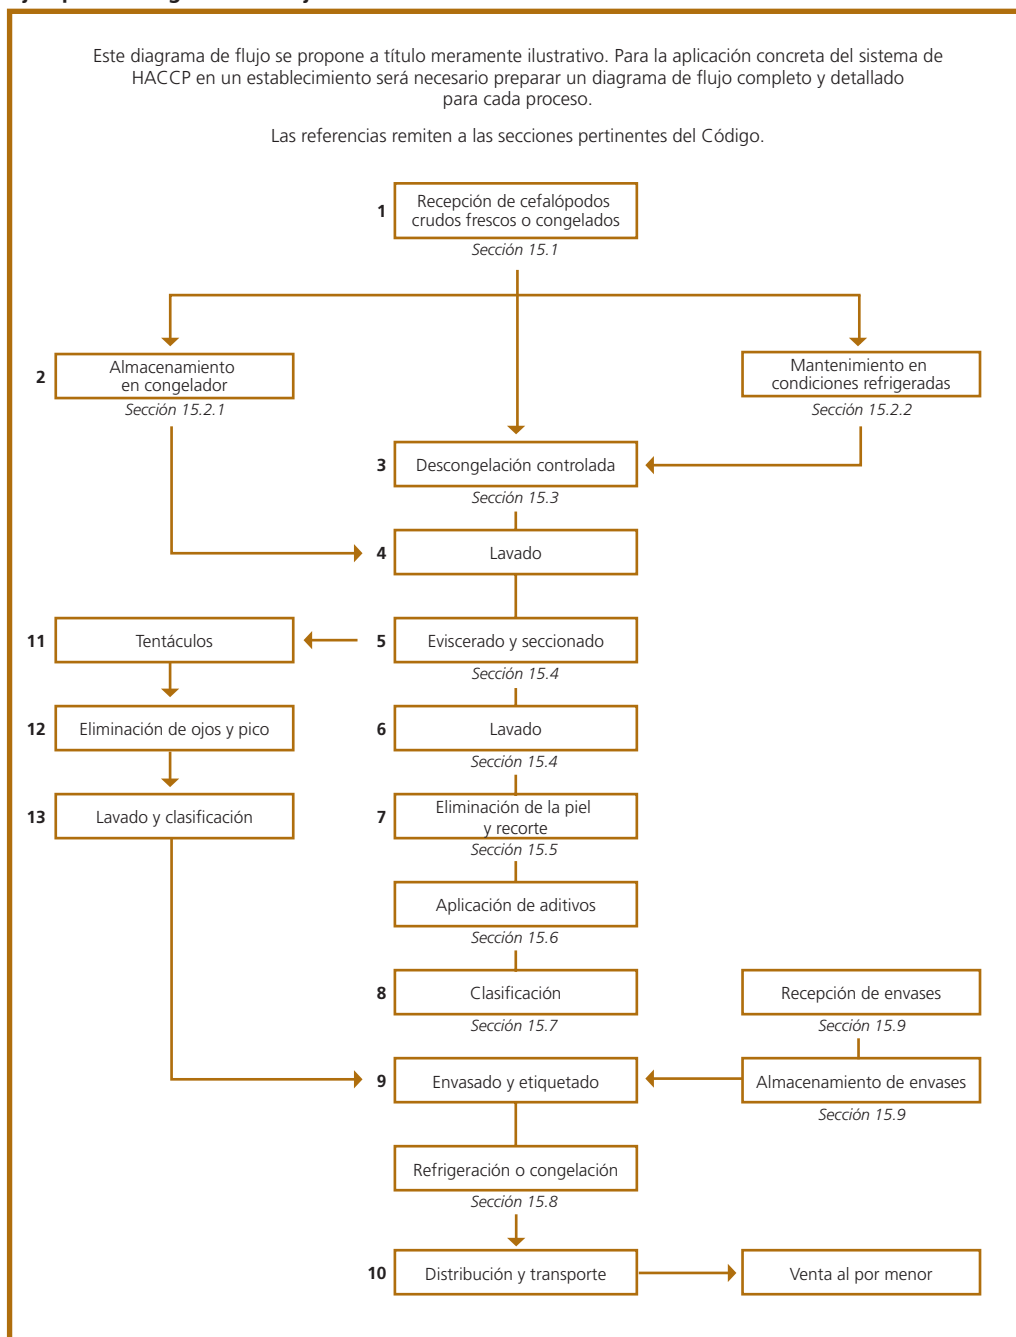 Este diagrama de flujo se propone a título meramente ilustrativo. Para la aplicación concreta del sistema de
HACCP en un establecimiento será necesario preparar un diagrama de flujo completo y detallado
para cada proceso.
Las referencias remiten a las secciones pertinentes del Código.
1
Recepción de cefalópodos
crudos frescos o congelados
Sección 15.1
2
Almacenamiento
en congelador
Sección 15.2.1
Mantenimiento en
condiciones refrigeradas
Sección 15.2.2
3
Descongelación controlada
Sección 15.3
4
Lavado
11
Tentáculos
5
Eviscerado y seccionado
Sección 15.4
12
Eliminación de ojos y pico
6
Lavado
Sección 15.4
13
Lavado y clasificación
7
Eliminación de la piel
y recorte
Sección 15.5
Aplicación de aditivos
Sección 15.6
8
Clasificación
Sección 15.7
Recepción de envases
Sección 15.9
9
Envasado y etiquetado
Almacenamiento de envases
Sección 15.9
Refrigeración o congelación
Sección 15.8
10
Distribución y transporte
Venta al por menor